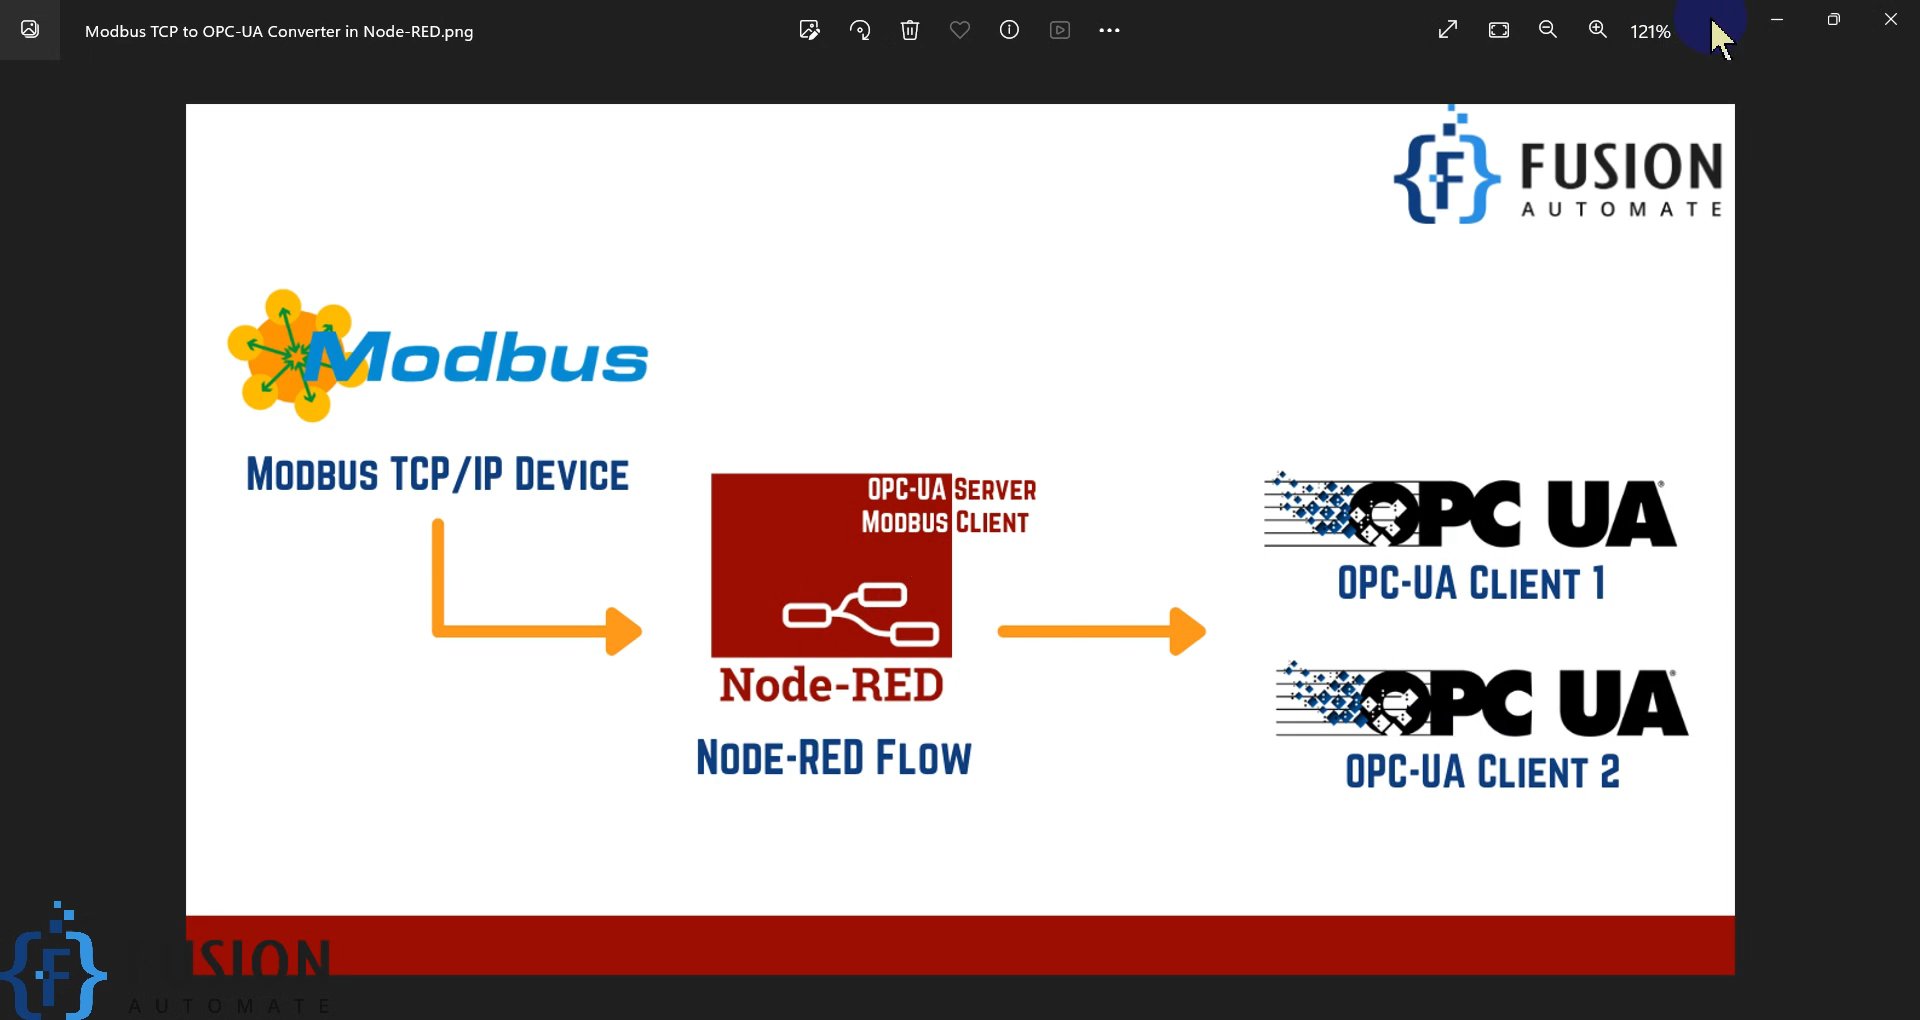 Modbus TCP to OPC-UA Converter in Node-RED.png
121%
FUSION
AUTOMATE
Modbus
MODBUS TCP/IP DEVICE
OPC-UA SERVER
MODBUS CLIENT
Node-RED
NODE-RED FLOW
OPC UA
OPC-UA CLIENT 1
OPC UA
OPC-UA CLIENT 2
FUSION
AUTOMATE